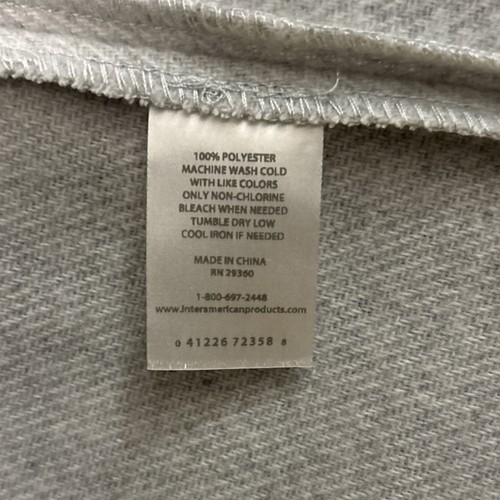 100% POLYESTER
MACHINE WASH COLD
WITH LIKE COLORS
ONLY NON-CHLORINE
BLEACH WHEN NEEDED
TUMBLE DRY LOW
COOL IRON IF NEEDED
MADE IN CHINA
RN 29360
1-800-697-2448
www.interamericanproducts.com
0 41226 72358 8